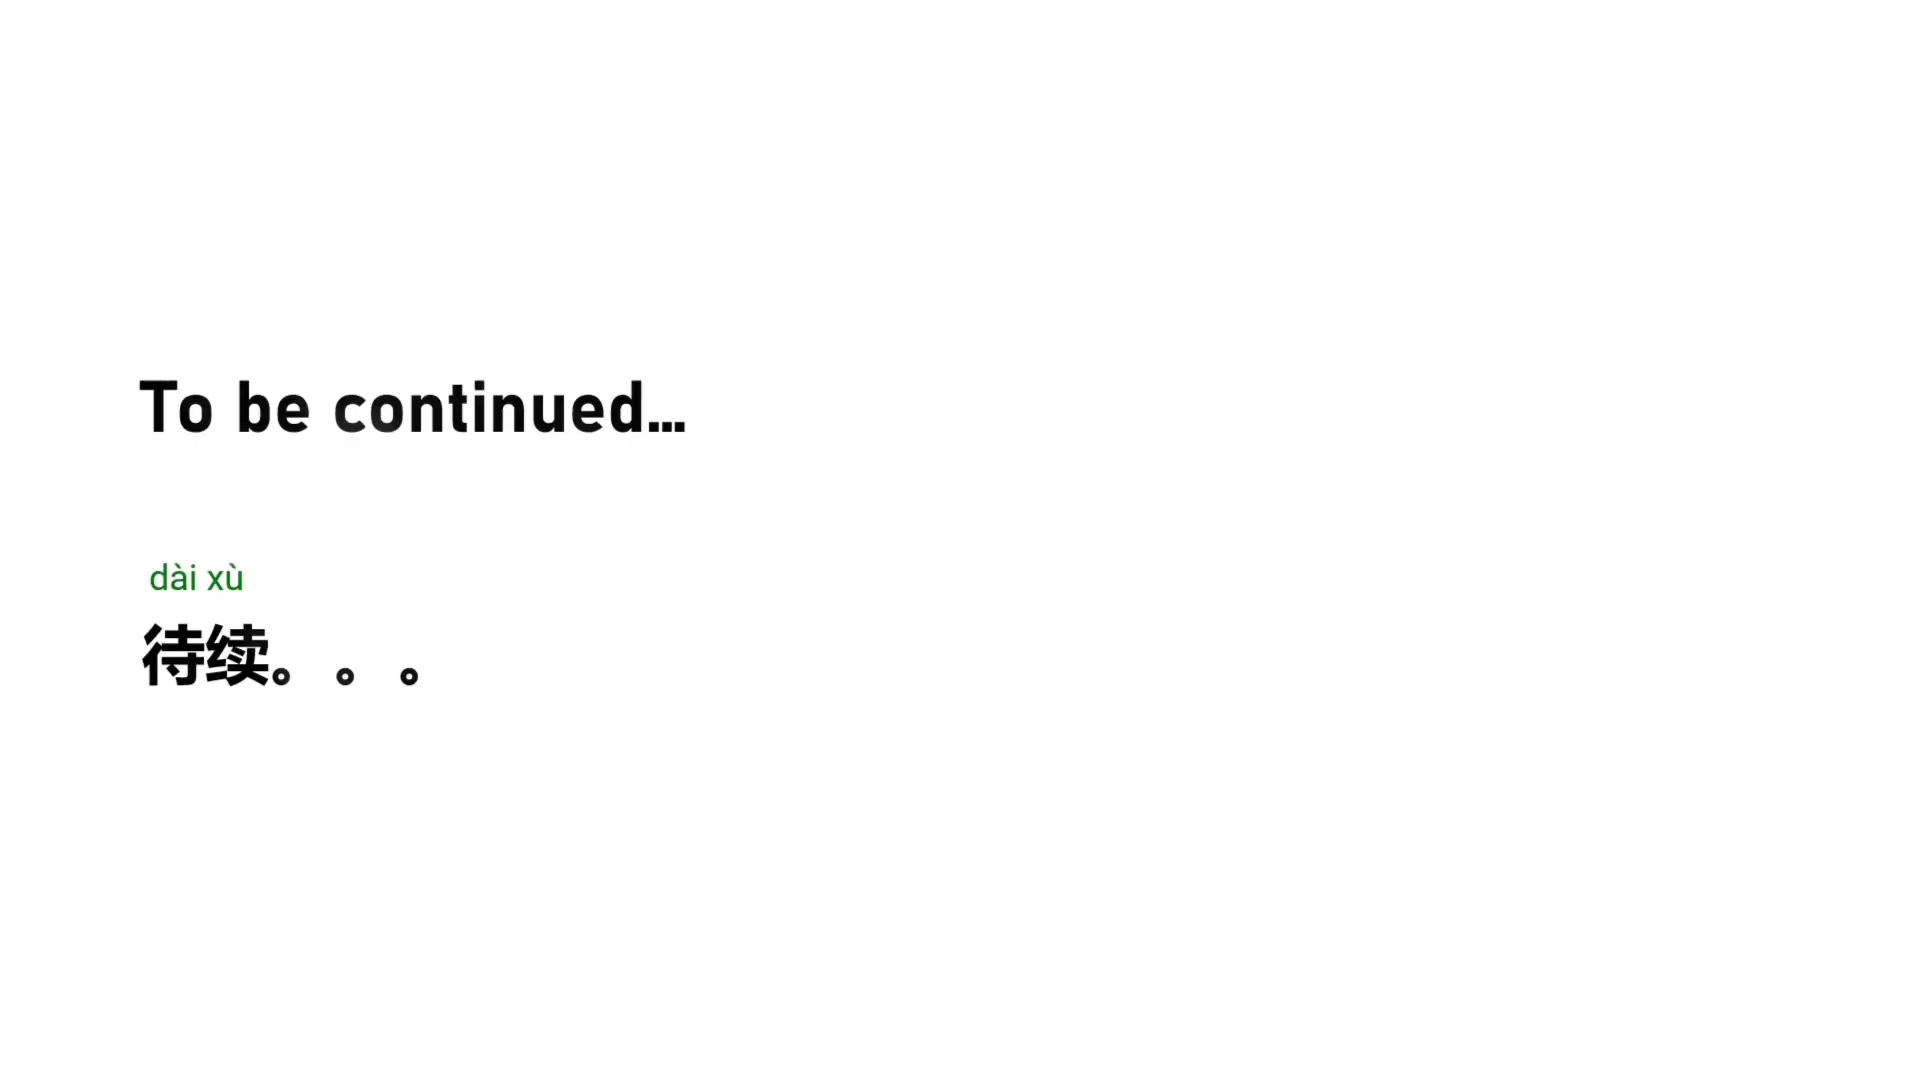 To be continued...
dài xù
待续。。。